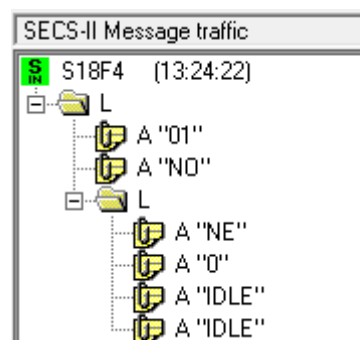 SECS-II Message traffic
S IN S18F4 (13:24:22)
L
A "01"
A "NO"
L
A "NE"
A "0"
A "IDLE"
A "IDLE"